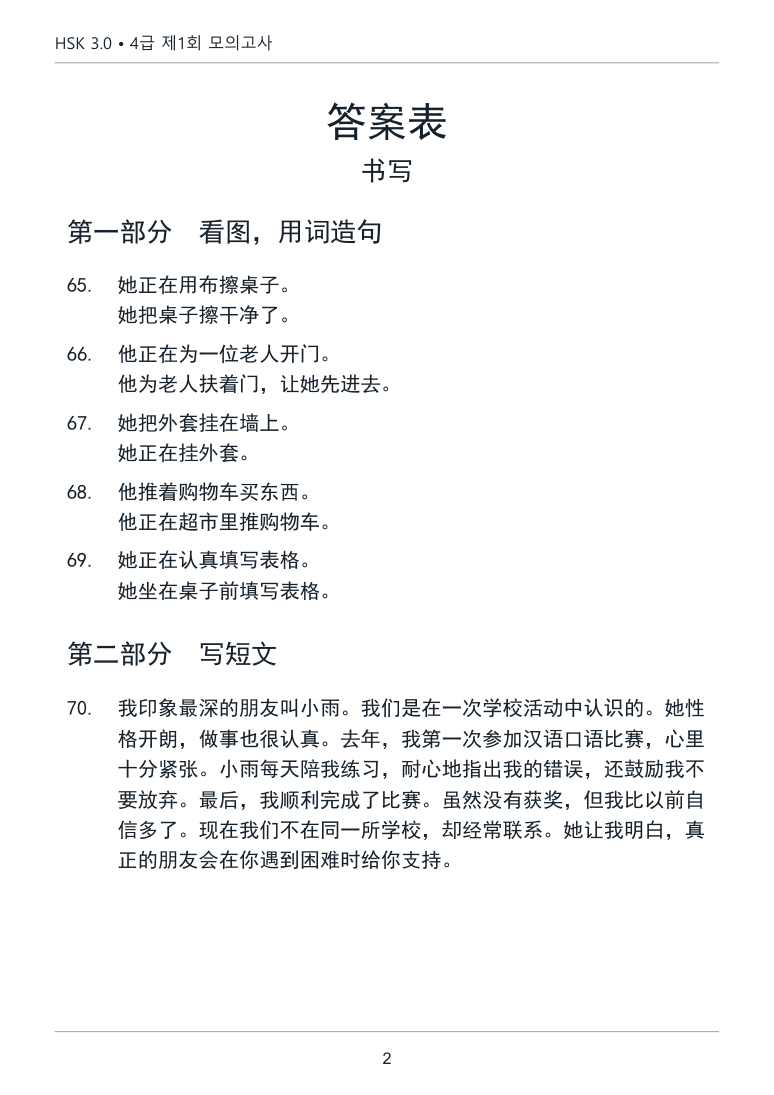 HSK 3.0 • 4급 제1회 모의고사
答案表
书写
第一部分　看图，用词造句
65. 她正在用布擦桌子。
她把桌子擦干净了。
66. 他正在为一位老人开门。
他为老人扶着门，让她先进去。
67. 她把外套挂在墙上。
她正在挂外套。
68. 他推着购物车买东西。
他正在超市里推购物车。
69. 她正在认真填写表格。
她坐在桌子前填写表格。
第二部分　写短文
70. 我印象最深的朋友叫小雨。我们是在一次学校活动中认识的。她性
格开朗，做事也很认真。去年，我第一次参加汉语口语比赛，心里
十分紧张。小雨每天陪我练习，耐心地指出我的错误，还鼓励我不
要放弃。最后，我顺利完成了比赛。虽然没有获奖，但我比以前自
信多了。现在我们不在同一所学校，却经常联系。她让我明白，真
正的朋友会在你遇到困难时给你支持。
2